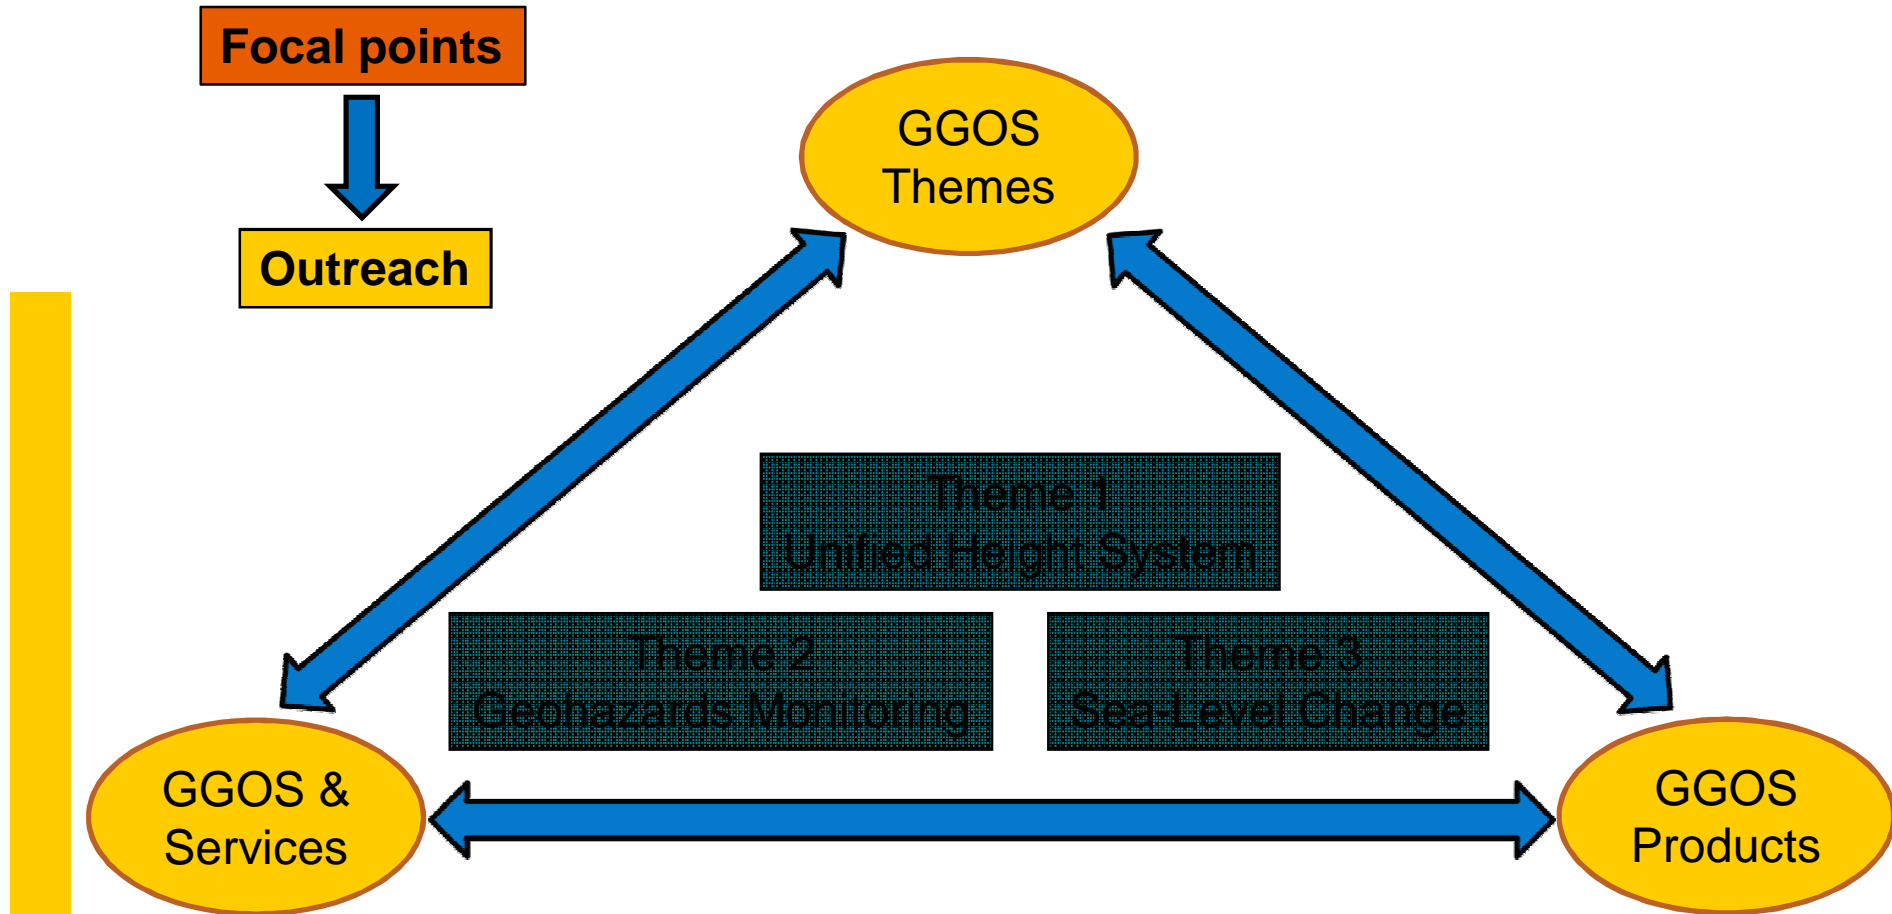 Focal points
Outreach
GGOS
Themes
Theme 1
Unified Height System
Theme 2
Geohazards Monitoring
Theme 3
Sea-Level Change
GGOS &
Services
GGOS
Products